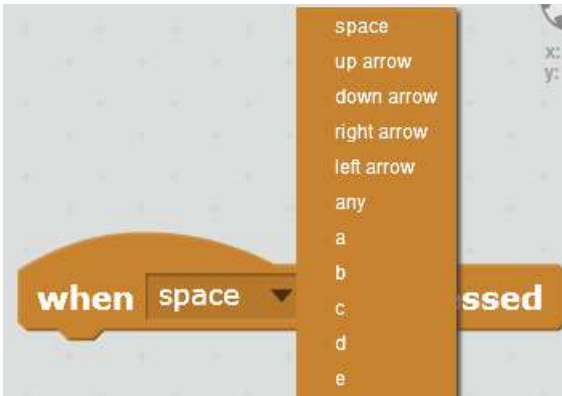 space
x:
up arrow
y:
down arrow
right arrow
left arrow
any
a
b
when space ssed
c
d
e